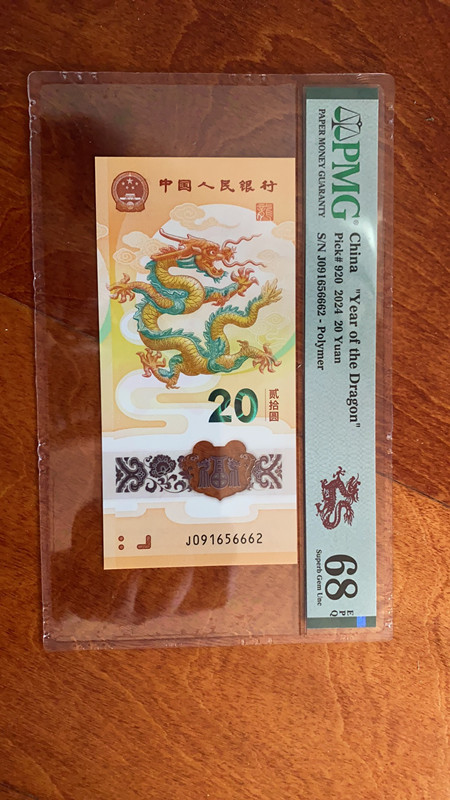 中国人民银行
20
贰拾圆
J091656662
PMG
PAPER MONEY GUARANTY
China "Year of the Dragon"
Pick# 920 2024 20 Yuan
S/N J091656662 - Polymer
68
EPQ
Superb Gem Unc